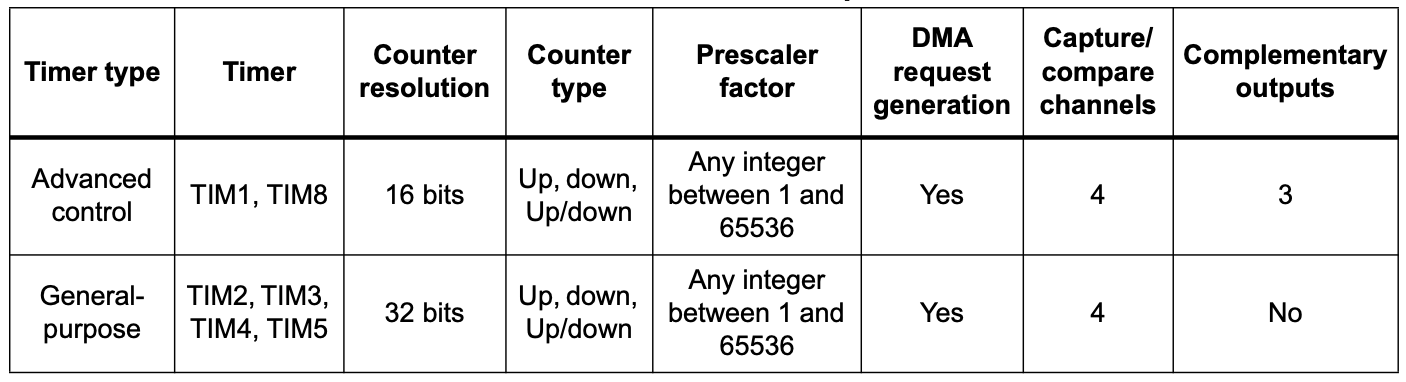 Timer type
Timer
Counter
resolution
Counter
type
Prescaler
factor
DMA
request
generation
Capture/
compare
channels
Complementary
outputs
Advanced
control
TIM1, TIM8
16 bits
Up, down,
Up/down
Any integer
between 1 and
65536
Yes
4
3
General-
purpose
TIM2, TIM3,
TIM4, TIM5
32 bits
Up, down,
Up/down
Any integer
between 1 and
65536
Yes
4
No